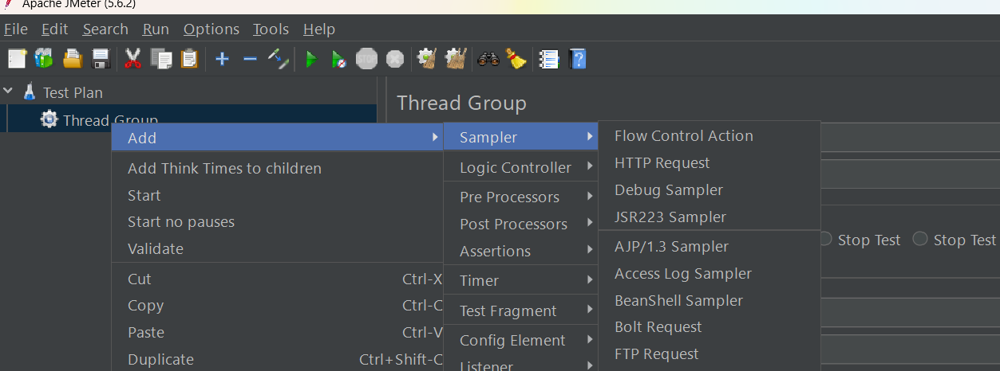 Apache JMeter (5.6.2)
File Edit Search Run Options Tools Help
Test Plan
Thread Group
Thread Group
Add
Add Think Times to children
Start
Start no pauses
Validate
Cut Ctrl-X
Copy Ctrl-C
Paste Ctrl-V
Duplicate Ctrl+Shift-C
Sampler
Logic Controller
Pre Processors
Post Processors
Assertions
Timer
Test Fragment
Config Element
Listener
Flow Control Action
HTTP Request
Debug Sampler
JSR223 Sampler
AJP/1.3 Sampler
Access Log Sampler
BeanShell Sampler
Bolt Request
FTP Request
Stop Test Stop Test